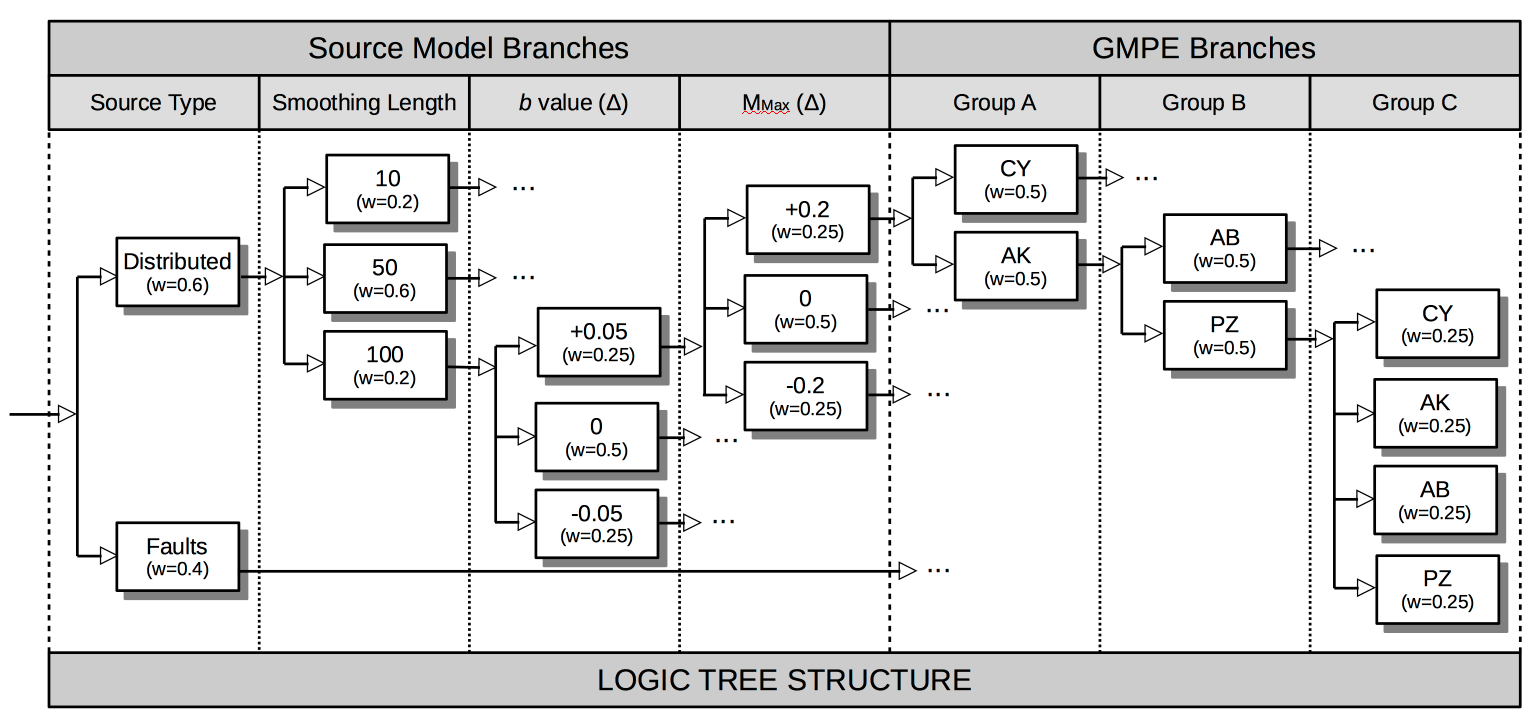 Source Model Branches
GMPE Branches
Source Type
Smoothing Length
b value (Δ)
MMax (Δ)
Group A
Group B
Group C
Distributed
(w=0.6)
Faults
(w=0.4)
10
(w=0.2)
...
50
(w=0.6)
...
100
(w=0.2)
+0.05
(w=0.25)
0
(w=0.5)
...
-0.05
(w=0.25)
...
+0.2
(w=0.25)
0
(w=0.5)
...
-0.2
(w=0.25)
...
...
CY
(w=0.5)
...
AK
(w=0.5)
AB
(w=0.5)
...
PZ
(w=0.5)
CY
(w=0.25)
AK
(w=0.25)
AB
(w=0.25)
PZ
(w=0.25)
LOGIC TREE STRUCTURE